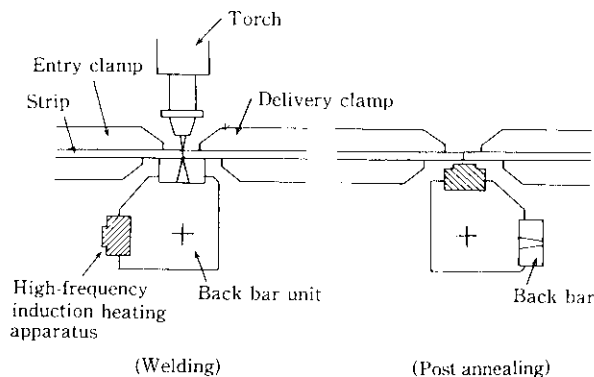 Torch
Entry clamp
Strip
Delivery clamp
High-frequency
induction heating
apparatus
Back bar unit
Back bar
(Welding)
(Post annealing)